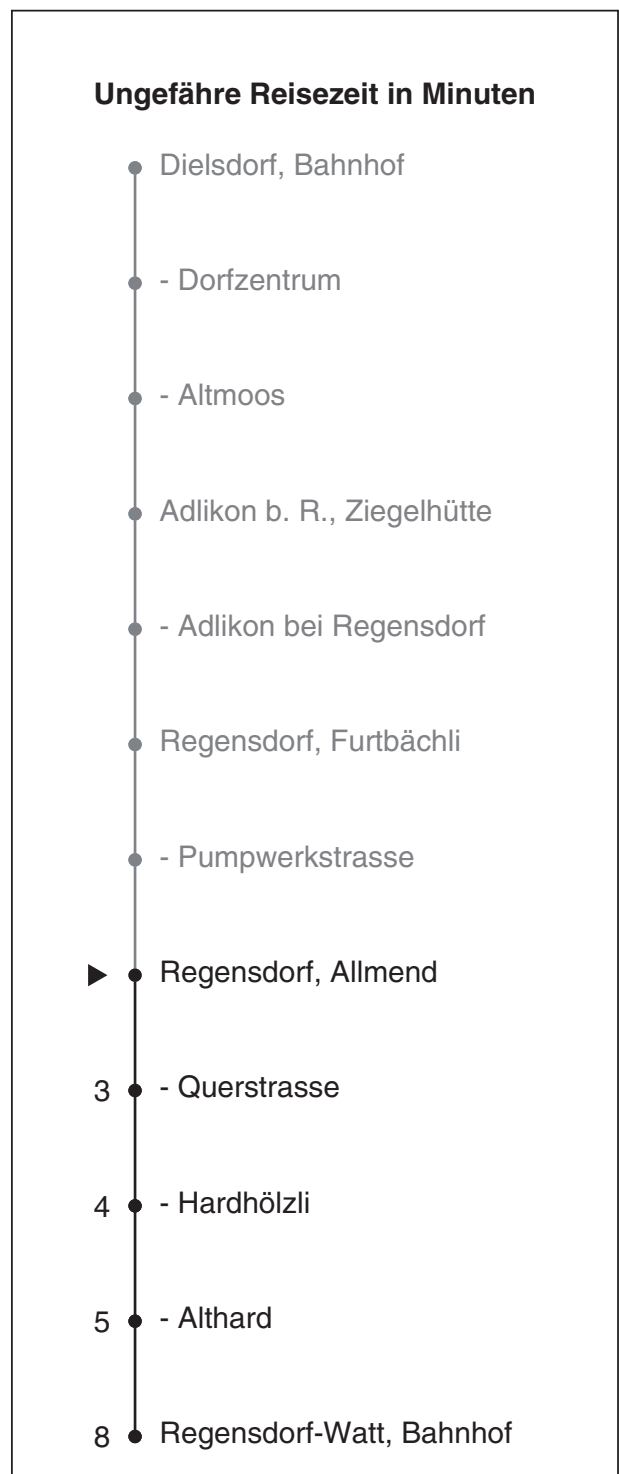 Ungefähre Reisezeit in Minuten
Dielsdorf, Bahnhof
- Dorfzentrum
- Altmoos
Adlikon b. R., Ziegelhütte
- Adlikon bei Regensdorf
Regensdorf, Furtbächli
- Pumpwerkstrasse
Regensdorf, Allmend
3 - Querstrasse
4 - Hardhölzli
5 - Althard
8 Regensdorf-Watt, Bahnhof